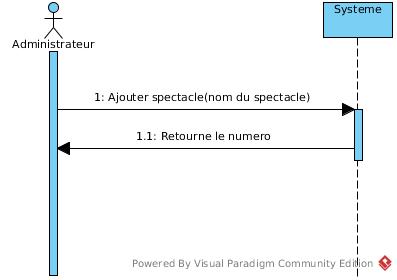 Systeme
Administrateur
1: Ajouter spectacle(nom du spectacle)
1.1: Retourne le numero
Powered By Visual Paradigm Community Edition